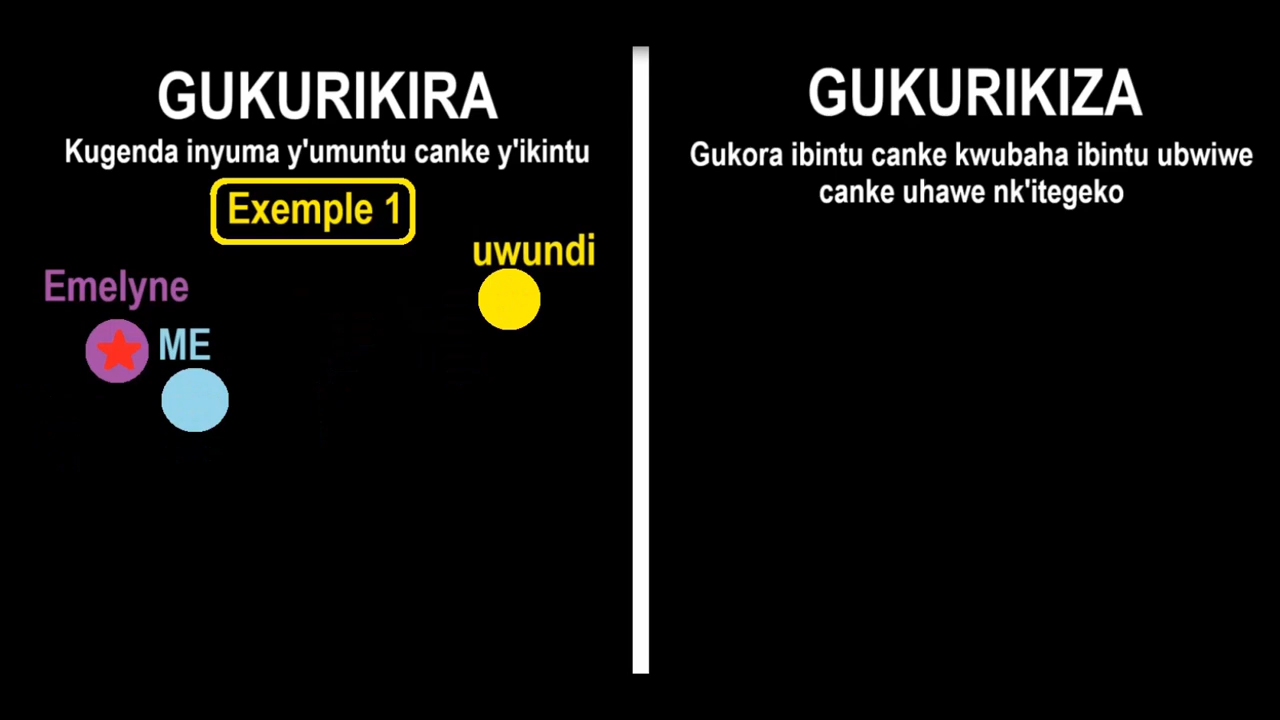 GUKURIKIRA
Kugenda inyuma y'umuntu canke y'ikintu
Exemple 1
uwundi
Emelyne
ME
GUKURIKIZA
Gukora ibintu canke kwubaha ibintu ubwiwe
canke uhawe nk'itegeko